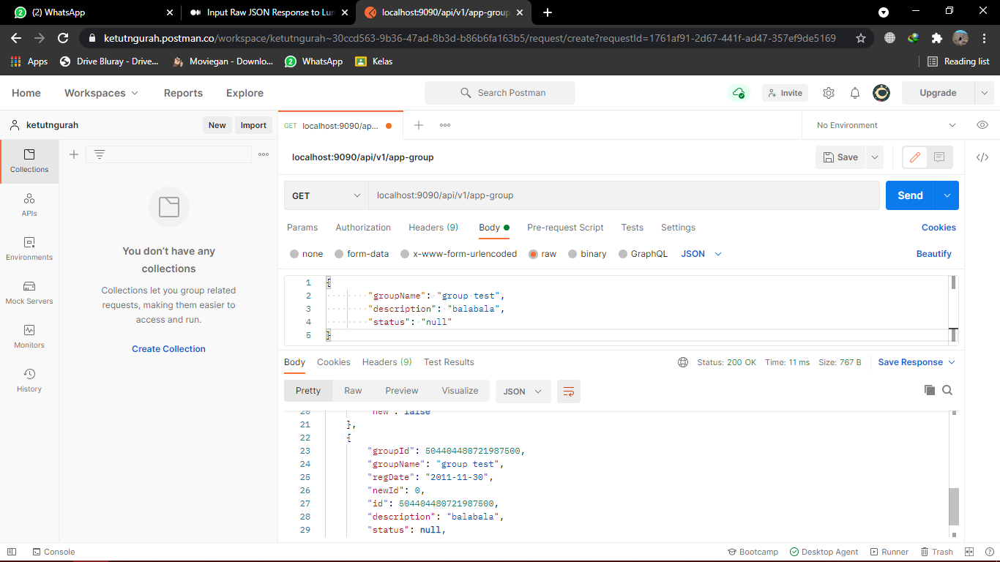 (2) WhatsApp
Input Raw JSON Response to Lun
localhost:9090/api/v1/app-group
ketutngurah.postman.co/workspace/ketutngurah~30ccd563-9b36-47ad-8b3d-b86b6fa163b5/request/create?requestId=1761af91-2d67-441f-ad47-357ef9de5169
Apps Drive Bluray - Drive... Moviegan - Downlo... WhatsApp Kelas Reading list
Home Workspaces Reports Explore Search Postman Invite Upgrade
ketutngurah New Import GET localhost:9090/ap... No Environment
Collections
APIs
Environments
Mock Servers
Monitors
History
You don't have any
collections
Collections let you group related
requests, making them easier to
access and run.
Create Collection
localhost:9090/api/v1/app-group Save
GET localhost:9090/api/v1/app-group Send
Params Authorization Headers (9) Body Pre-request Script Tests Settings Cookies
none form-data x-www-form-urlencoded raw binary GraphQL JSON Beautify
1 {
2 "groupName": "group test",
3 "description": "balabala",
4 "status": "null"
5 }
Body Cookies Headers (9) Test Results Status: 200 OK Time: 11 ms Size: 767 B Save Response
Pretty Raw Preview Visualize JSON
20 "new": false
21 },
22 {
23 "groupId": 504404480721987500,
24 "groupName": "group test",
25 "regDate": "2011-11-30",
26 "newId": 0,
27 "id": 504404480721987500,
28 "description": "balabala",
29 "status": null,
Console Bootcamp Desktop Agent Runner Trash